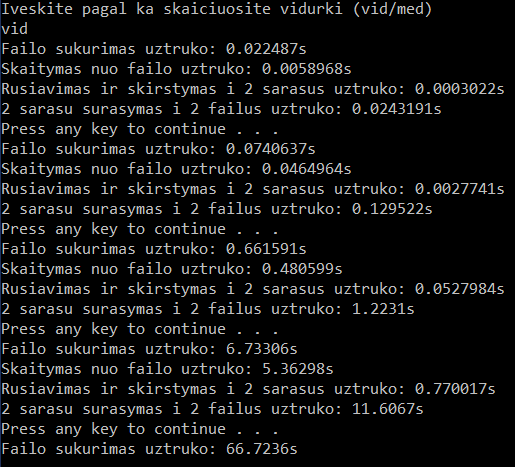 Iveskite pagal ka skaiciuosite vidurki (vid/med)
vid
Failo sukurimas uztruko: 0.022487s
Skaitymas nuo failo uztruko: 0.0058968s
Rusiavimas ir skirstymas i 2 sarasus uztruko: 0.0003022s
2 sarasu surasymas i 2 failus uztruko: 0.0243191s
Press any key to continue . . .
Failo sukurimas uztruko: 0.0740637s
Skaitymas nuo failo uztruko: 0.0464964s
Rusiavimas ir skirstymas i 2 sarasus uztruko: 0.0027741s
2 sarasu surasymas i 2 failus uztruko: 0.129522s
Press any key to continue . . .
Failo sukurimas uztruko: 0.661591s
Skaitymas nuo failo uztruko: 0.480599s
Rusiavimas ir skirstymas i 2 sarasus uztruko: 0.0527984s
2 sarasu surasymas i 2 failus uztruko: 1.2231s
Press any key to continue . . .
Failo sukurimas uztruko: 6.73306s
Skaitymas nuo failo uztruko: 5.36298s
Rusiavimas ir skirstymas i 2 sarasus uztruko: 0.770017s
2 sarasu surasymas i 2 failus uztruko: 11.6067s
Press any key to continue . . .
Failo sukurimas uztruko: 66.7236s